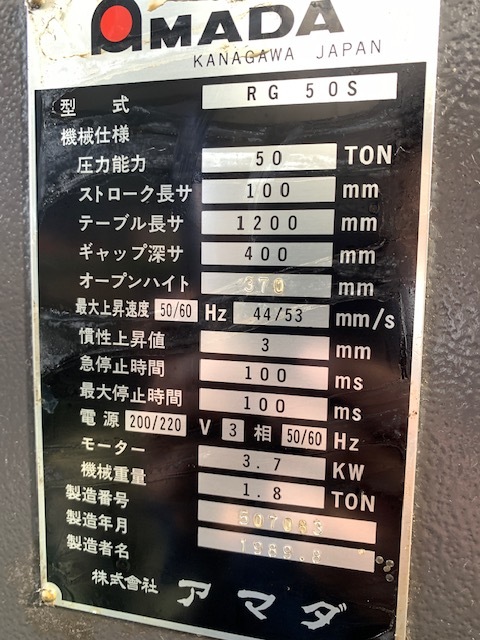 AMADA
KANAGAWA JAPAN
型式 RG 50S
機械仕様
圧力能力 50 TON
ストローク長サ 100 mm
テーブル長サ 1200 mm
ギャップ深サ 400 mm
オープンハイト 370 mm
最大上昇速度 50/60 Hz 44/53 mm/s
慣性上昇値 3 mm
急停止時間 100 ms
最大停止時間 100 ms
電源 200/220 V 3 相 50/60 Hz
モーター 3.7 KW
機械重量 1.8 TON
製造番号 507083
製造年月 1989.8
製造者名
株式會社 アマダ